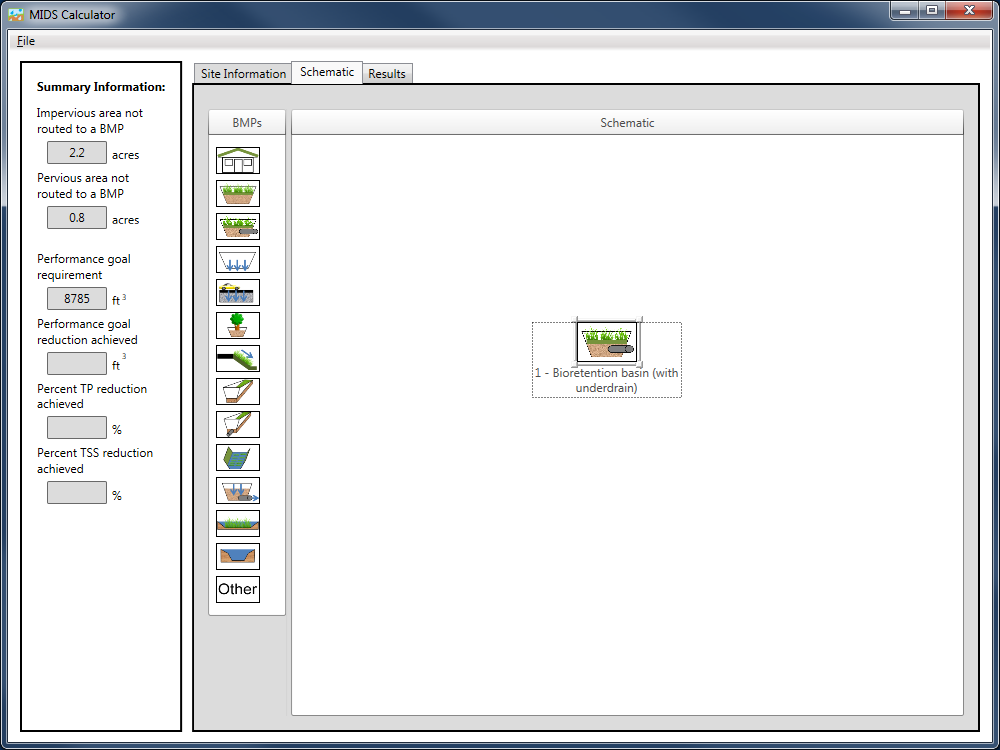 MIDS Calculator
File
Summary Information:
Impervious area not
routed to a BMP
2.2 acres
Pervious area not
routed to a BMP
0.8 acres
Performance goal
requirement
8785 ft 3
Performance goal
reduction achieved
ft 3
Percent TP reduction
achieved
%
Percent TSS reduction
achieved
%
Site Information Schematic Results
BMPs
Other
Schematic
1 - Bioretention basin (with
underdrain)